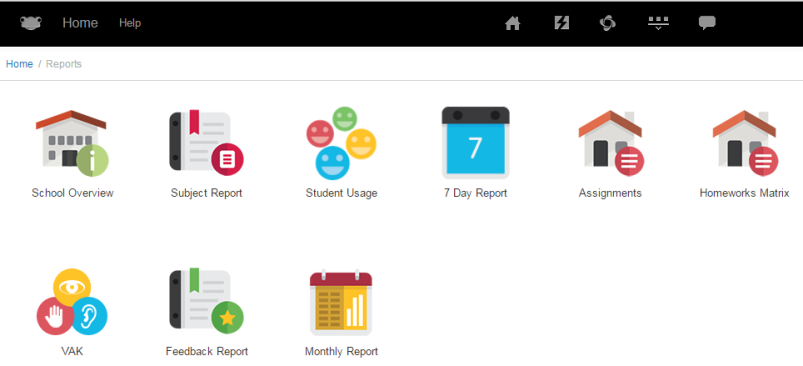 Home Help
Home / Reports
School Overview Subject Report Student Usage 7 7 Day Report Assignments Homeworks Matrix
VAK Feedback Report Monthly Report